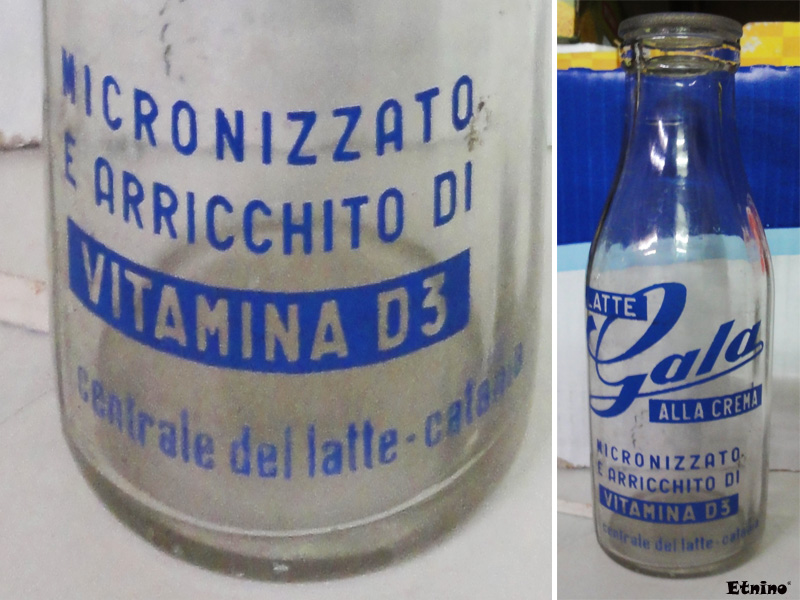 MICRONIZZATO
E ARRICCHITO DI
VITAMINA D3
centrale del latte - catania
LATTE
Gala
ALLA CREMA
MICRONIZZATO
E ARRICCHITO DI
VITAMINA D3
centrale del latte - catania
Etnino